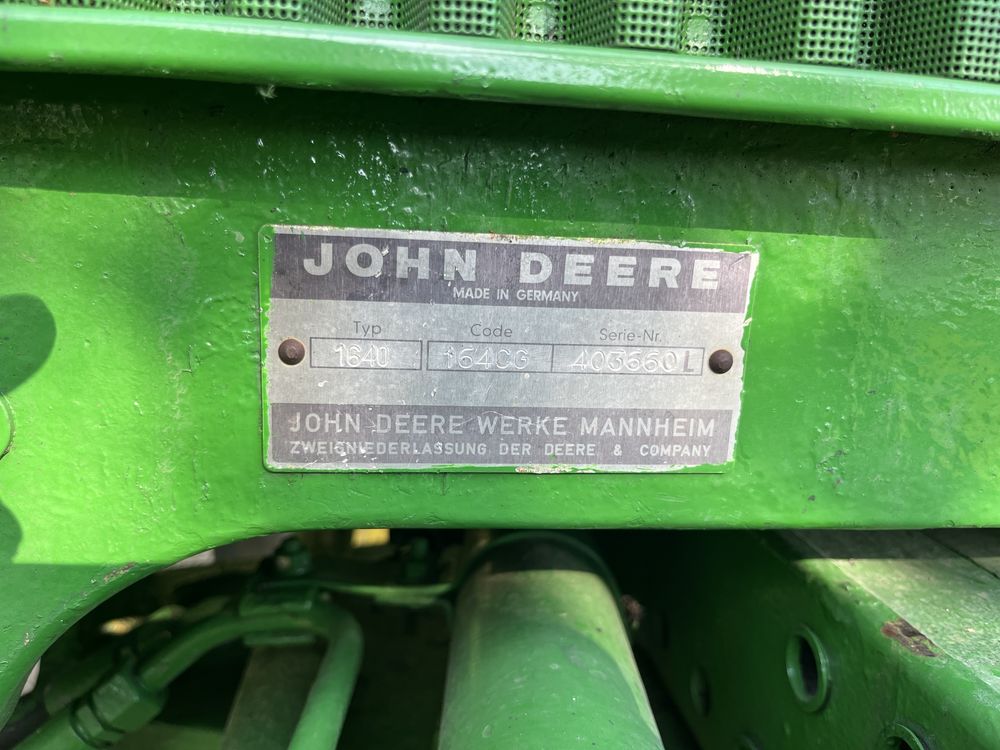 JOHN DEERE
MADE IN GERMANY
Typ Code Serie-Nr.
1640 164CG 403660L
JOHN DEERE WERKE MANNHEIM
ZWEIGNIEDERLASSUNG DER DEERE & COMPANY